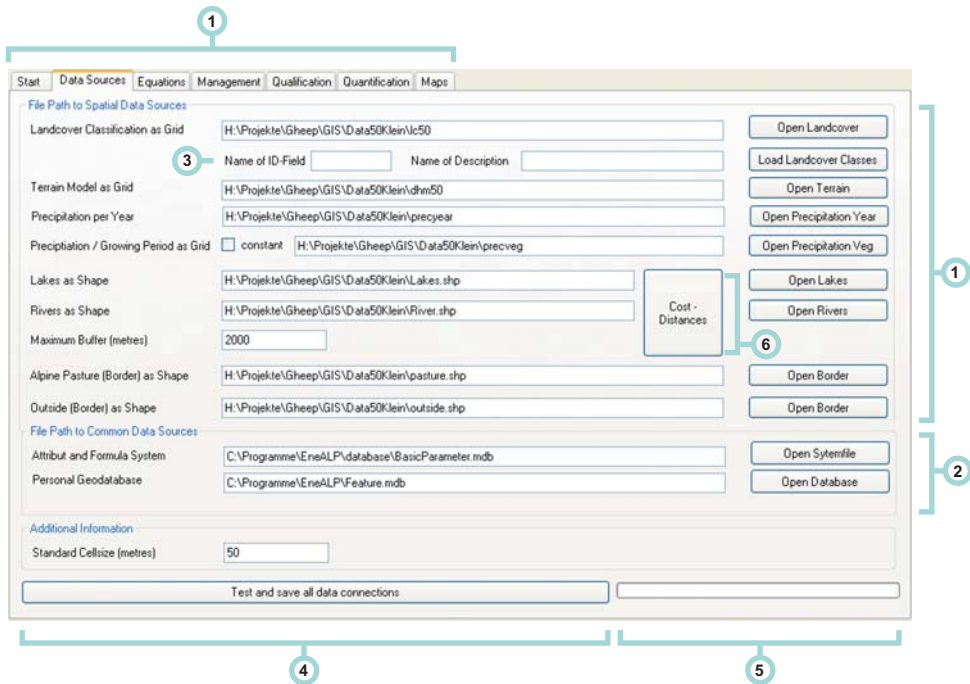 1
Start Data Sources Equations Management Qualification Quantification Maps
File Path to Spatial Data Sources
Landcover Classification as Grid H:\Projekte\Gheep\GIS\Data50Klein\lc50 Open Landcover
3 Name of ID-Field Name of Description Load Landcover Classes
Terrain Model as Grid H:\Projekte\Gheep\GIS\Data50Klein\dhm50 Open Terrain
Precipitation per Year H:\Projekte\Gheep\GIS\Data50Klein\precyear Open Precipitation Year
Preciptiation / Growing Period as Grid constant H:\Projekte\Gheep\GIS\Data50Klein\precveg Open Precipitation Veg
1
Lakes as Shape H:\Projekte\Gheep\GIS\Data50Klein\Lakes.shp Open Lakes
Rivers as Shape H:\Projekte\Gheep\GIS\Data50Klein\River.shp Open Rivers
Cost -
Distances
Maximum Buffer (metres) 2000
6
Alpine Pasture (Border) as Shape H:\Projekte\Gheep\GIS\Data50Klein\pasture.shp Open Border
Outside (Border) as Shape H:\Projekte\Gheep\GIS\Data50Klein\outside.shp Open Border
File Path to Common Data Sources
Attribut and Formula System C:\Programme\EneALP\database\BasicParameter.mdb Open Sytemfile
2
Personal Geodatabase C:\Programme\EneALP\Feature.mdb Open Database
Additional Information
Standard Cellsize (metres) 50
Test and save all data connections
4 5